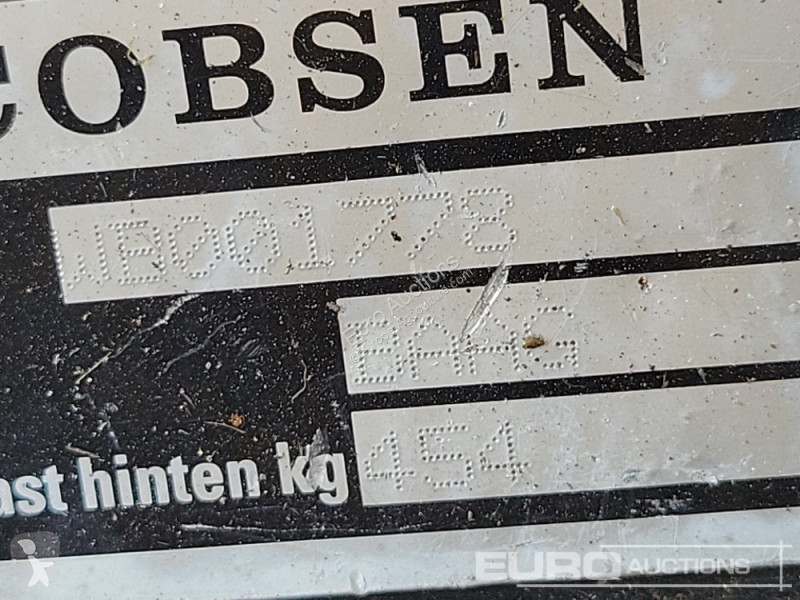 COBSEN
WB001778
BAAG
ast hinten kg 454
EURO AUCTIONS